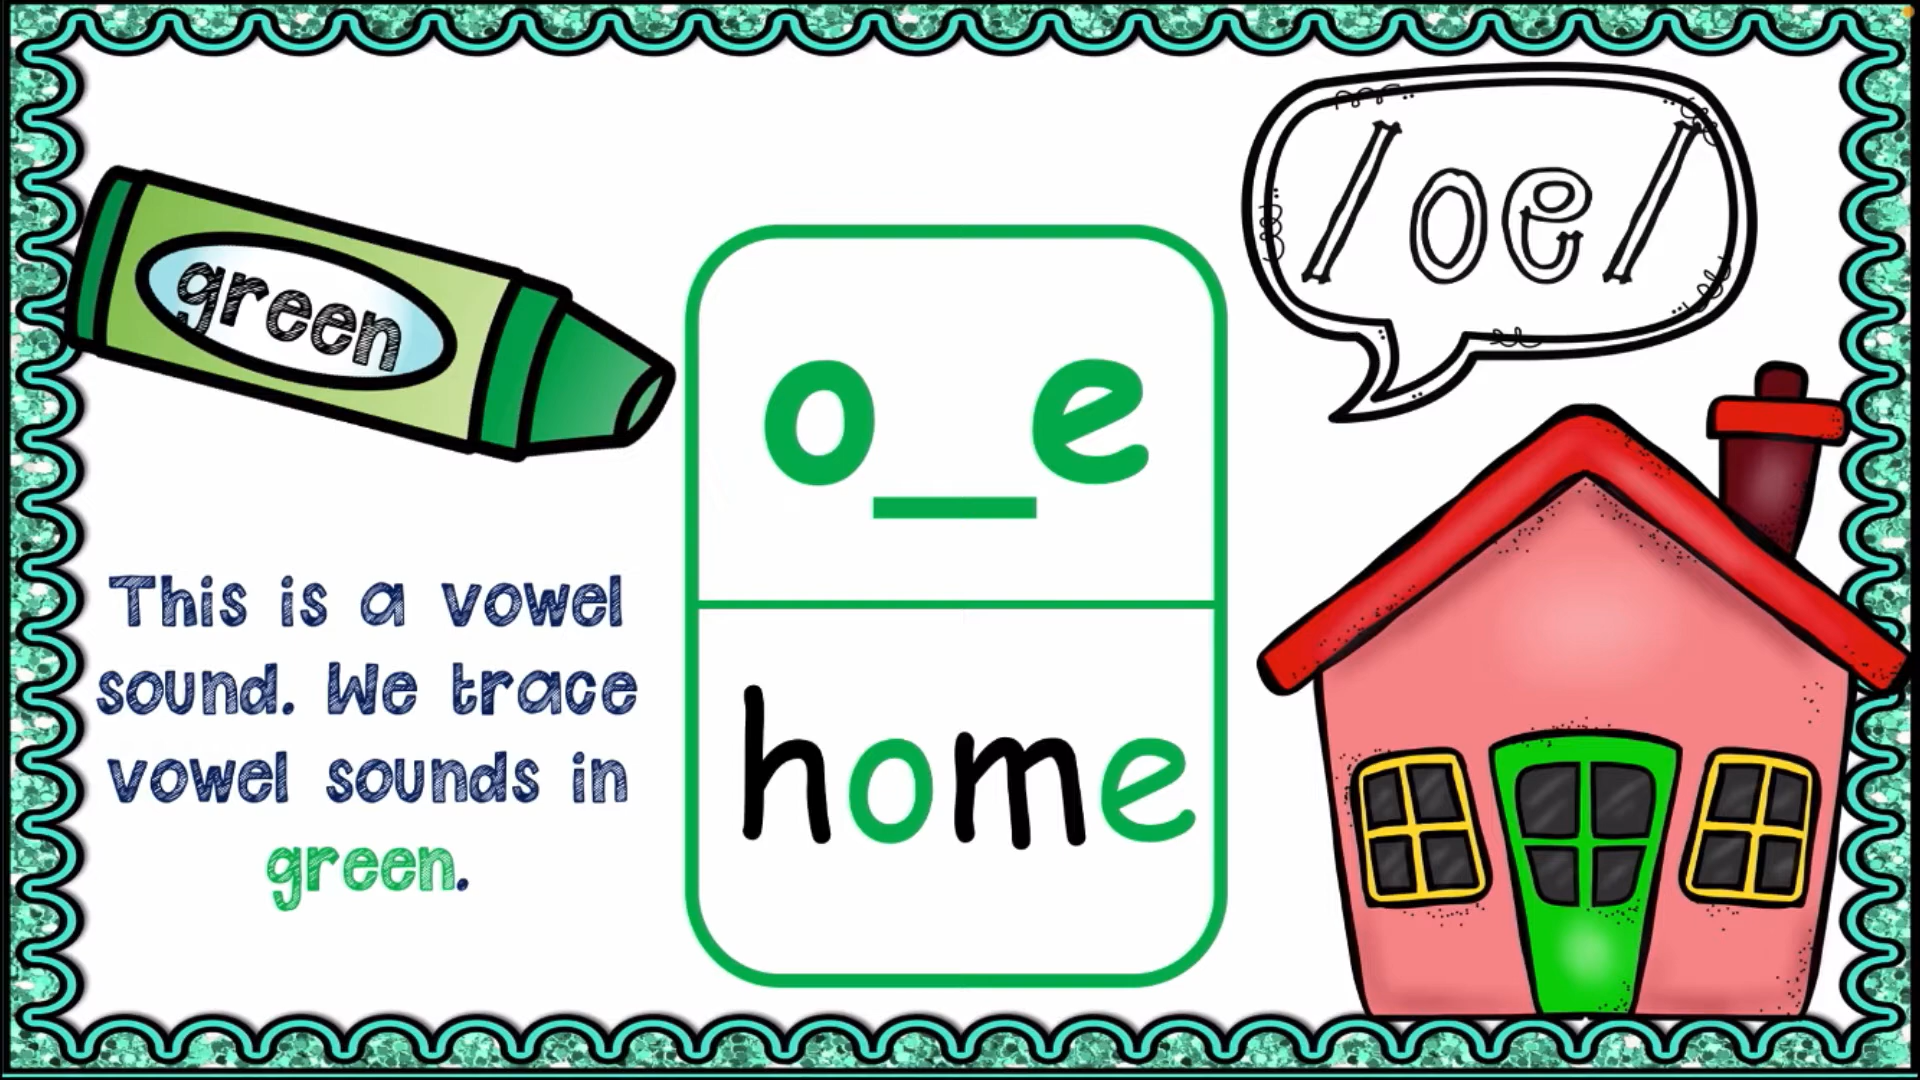 green
This is a vowel
sound. We trace
vowel sounds in
green.
o_e
home
/oe/